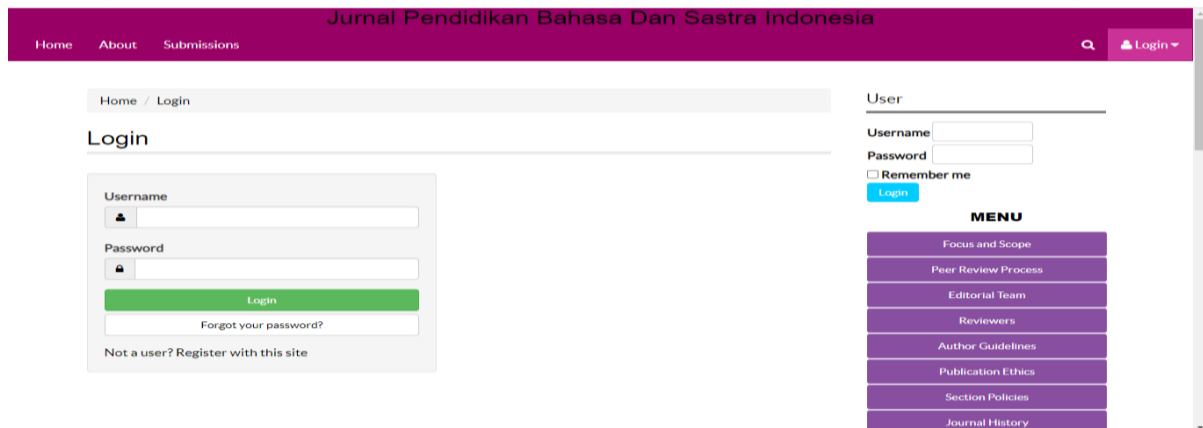 Jurnal Pendidikan Bahasa Dan Sastra Indonesia
Home About Submissions Login
Home / Login
Login
Username
Password
Login
Forgot your password?
Not a user? Register with this site
User
Username
Password
Remember me
Login
MENU
Focus and Scope
Peer Review Process
Editorial Team
Reviewers
Author Guidelines
Publication Ethics
Section Policies
Journal History